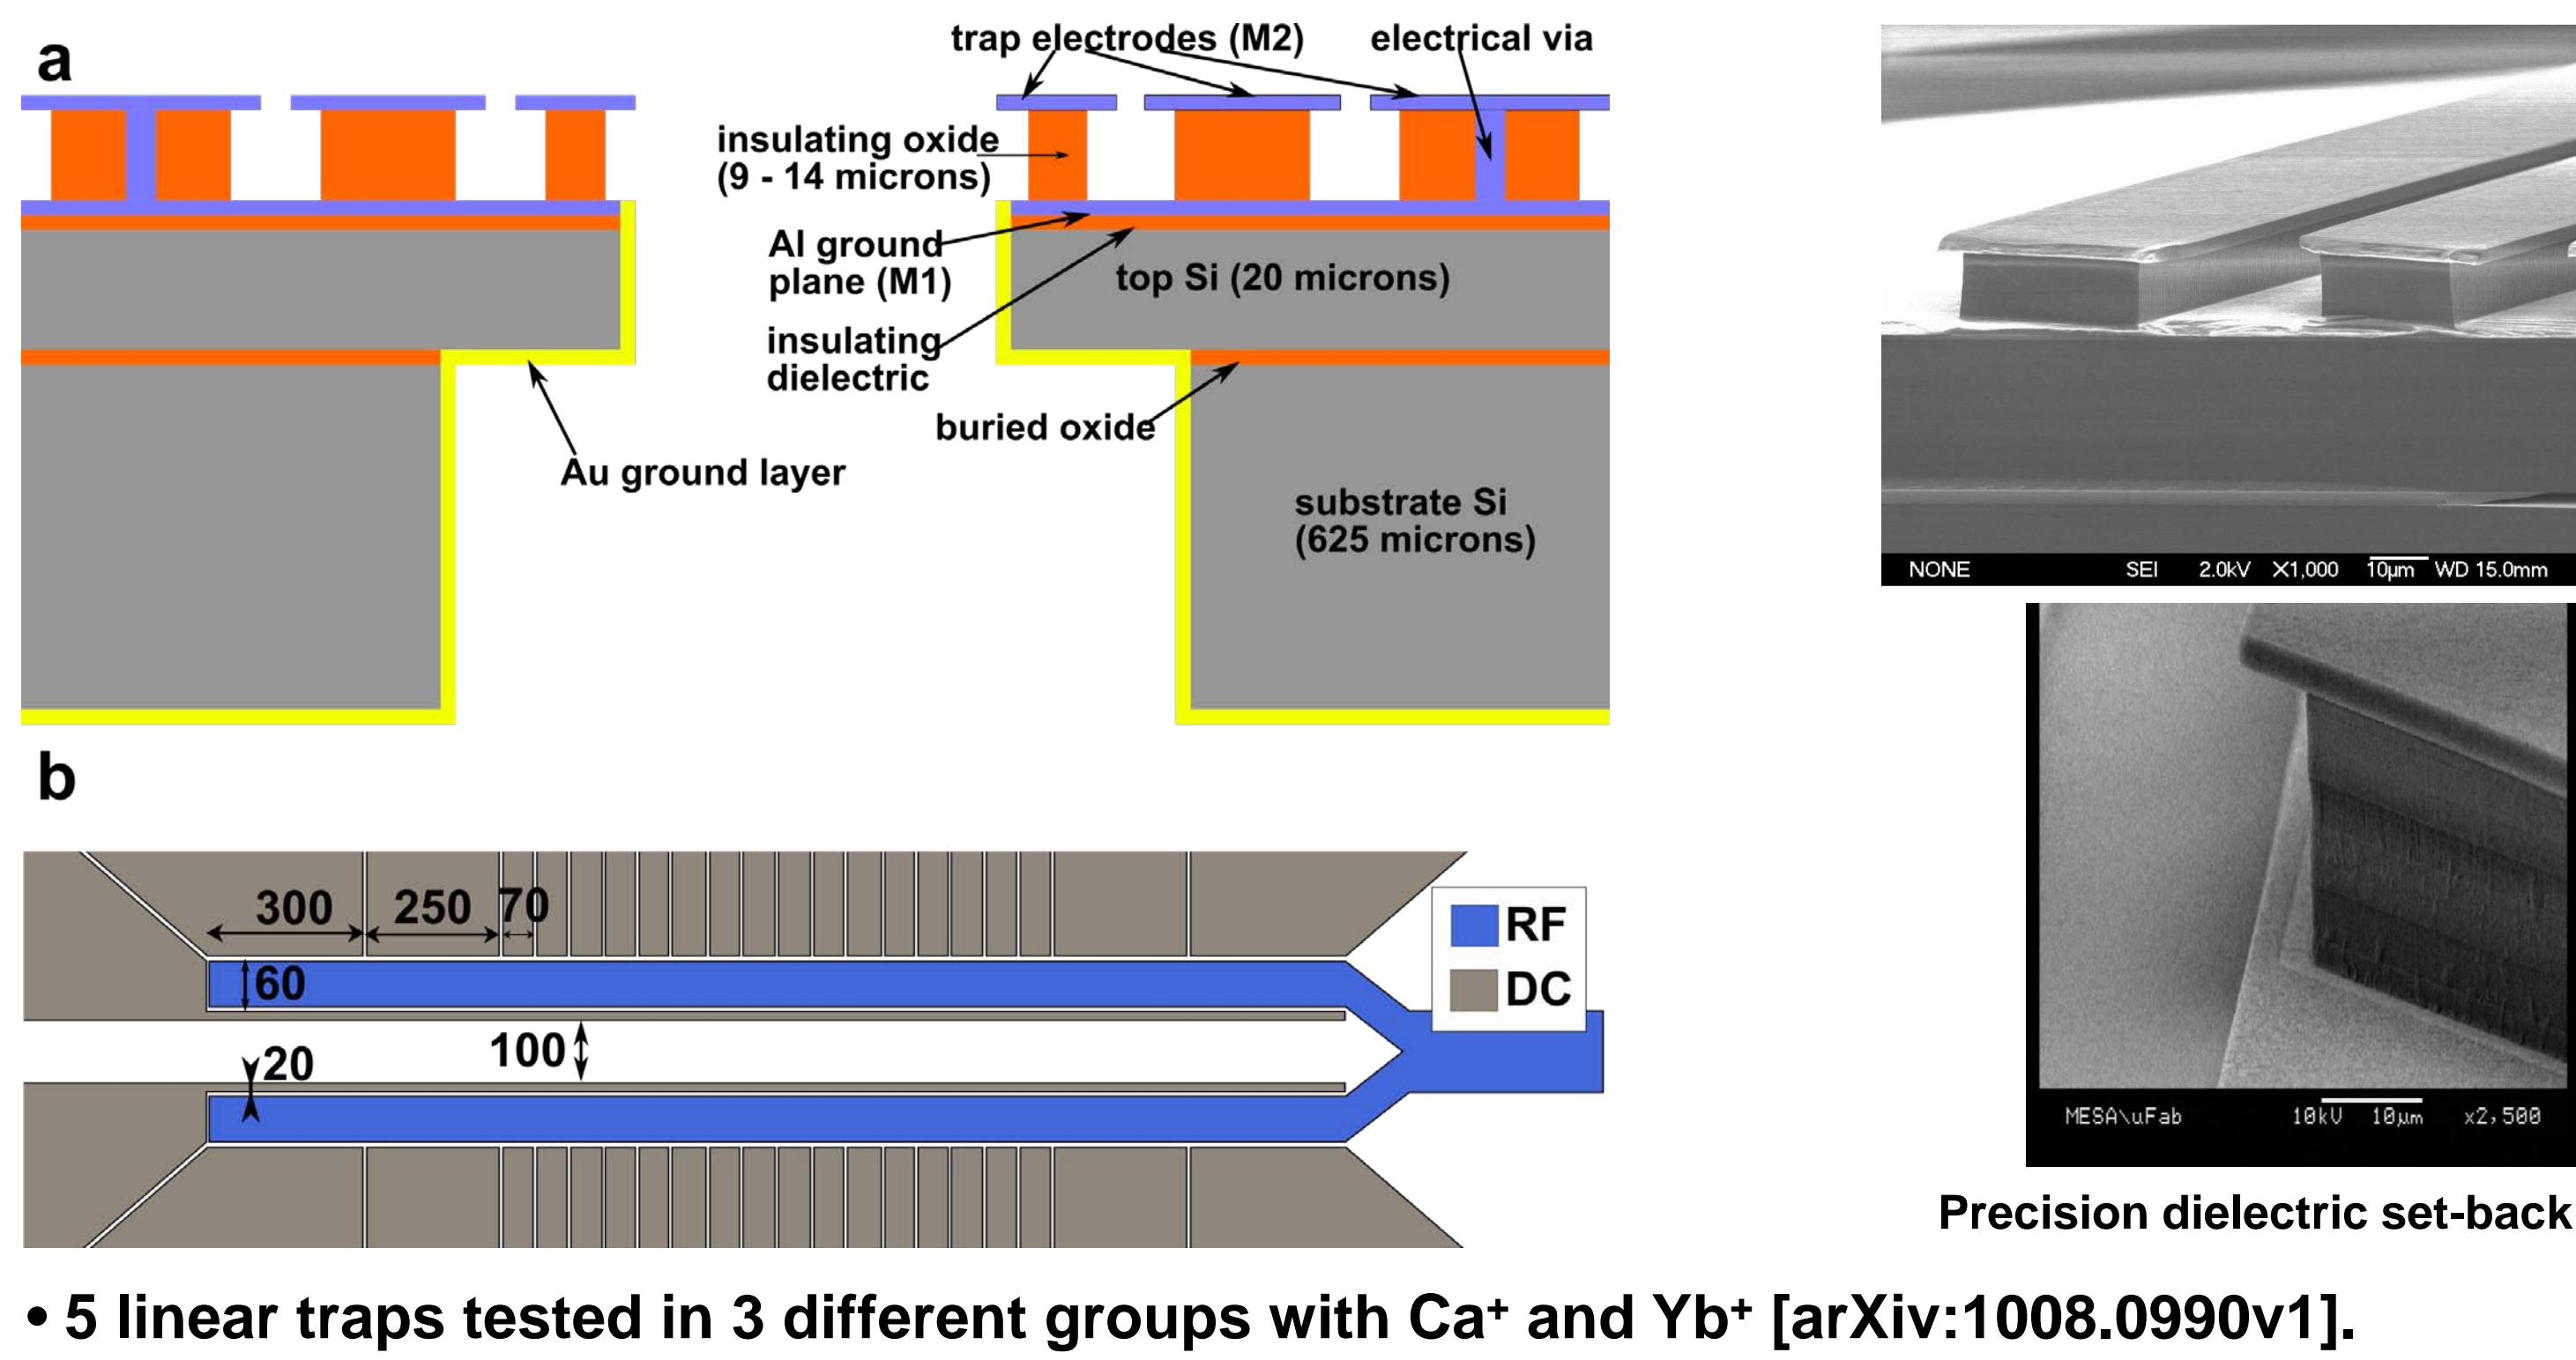 a
trap electrodes (M2)
electrical via
insulating oxide
(9 - 14 microns)
Al ground
plane (M1)
top Si (20 microns)
insulating
dielectric
buried oxide
Au ground layer
substrate Si
(625 microns)
NONE SEI 2.0kV X1,000 10µm WD 15.0mm
b
300 250 70
60
100
20
RF
DC
MESA\uFab 10kV 10µm x2,500
Precision dielectric set-back
• 5 linear traps tested in 3 different groups with Ca⁺ and Yb⁺ [arXiv:1008.0990v1].